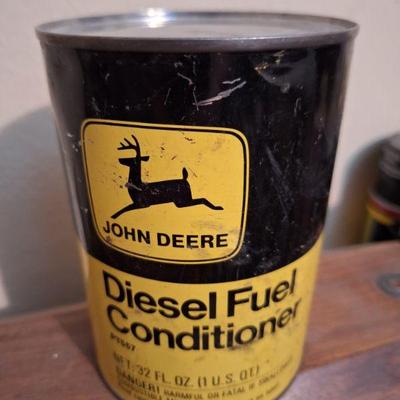 JOHN DEERE
Diesel Fuel
Conditioner
NET. 32 FL. OZ. (1 U.S. QT.)
DANGER! HARMFUL OR FATAL IF SWALLOWED